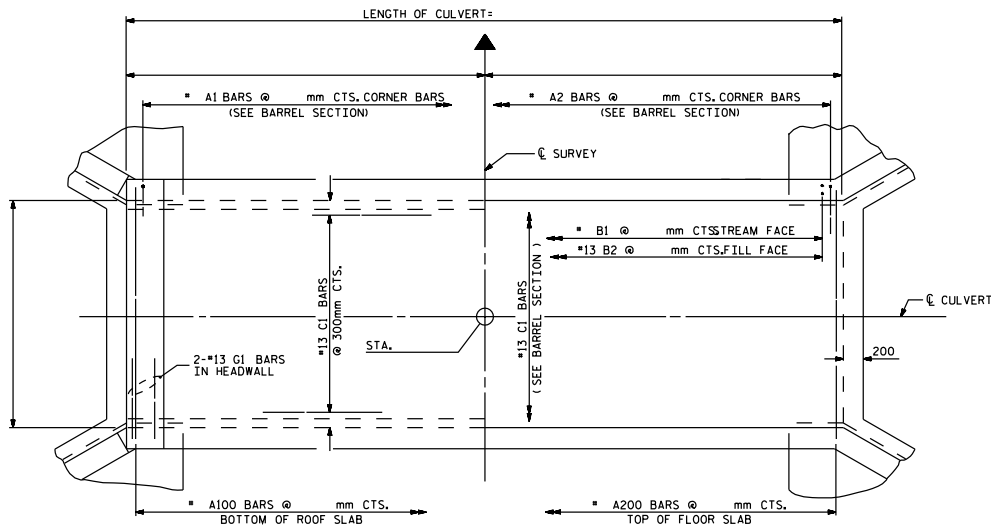 LENGTH OF CULVERT=
# A1 BARS @ mm CTS. CORNER BARS
(SEE BARREL SECTION)
# A2 BARS @ mm CTS. CORNER BARS
(SEE BARREL SECTION)
℄ SURVEY
# B1 @ mm CTS.STREAM FACE
#13 B2 @ mm CTS.FILL FACE
#13 C1 BARS
@ 300mm CTS.
#13 C1 BARS
(SEE BARREL SECTION)
℄ CULVERT
STA.
200
2-#13 G1 BARS
IN HEADWALL
# A100 BARS @ mm CTS.
BOTTOM OF ROOF SLAB
# A200 BARS @ mm CTS.
TOP OF FLOOR SLAB